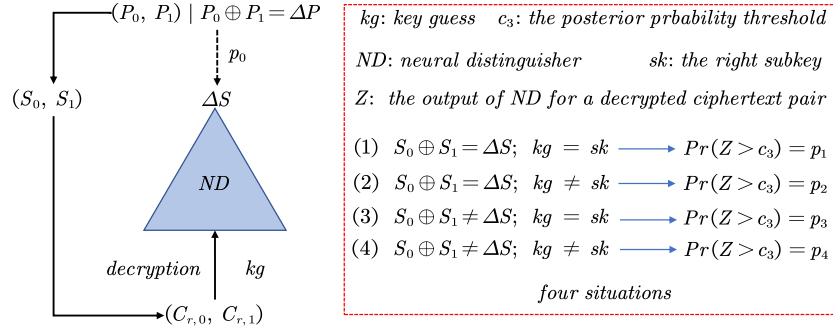 (P₀, P₁) | P₀ ⊕ P₁ = ΔP
p₀
(S₀, S₁)
ΔS
ND
decryption kg
(Cᵣ,₀, Cᵣ,₁)
kg: key guess c₃: the posterior prbability threshold
ND: neural distinguisher sk: the right subkey
Z: the output of ND for a decrypted ciphertext pair
(1) S₀ ⊕ S₁ = ΔS; kg = sk → Pr(Z > c₃) = p₁
(2) S₀ ⊕ S₁ = ΔS; kg ≠ sk → Pr(Z > c₃) = p₂
(3) S₀ ⊕ S₁ ≠ ΔS; kg = sk → Pr(Z > c₃) = p₃
(4) S₀ ⊕ S₁ ≠ ΔS; kg ≠ sk → Pr(Z > c₃) = p₄
four situations